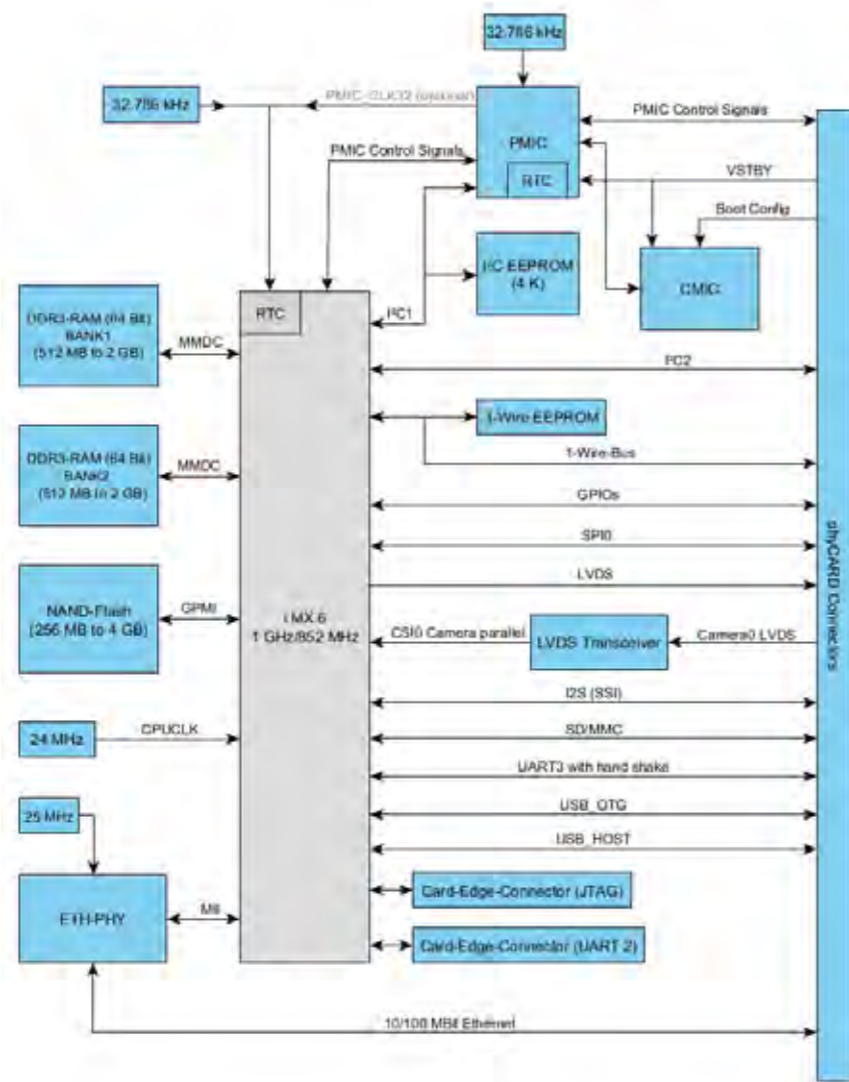 32.786 kHz
32.786 kHz
PMIC_CLK32 (optional)
PMIC Control Signals
PMIC
RTC
PMIC Control Signals
VSTBY
Boot Config
CMIC
I²C EEPROM
(4 K)
RTC
I²C1
I²C2
DDR3-RAM (64 Bit)
BANK1
(512 MB to 2 GB)
MMDC
1-Wire EEPROM
1-Wire-Bus
DDR3-RAM (64 Bit)
BANK2
(512 MB to 2 GB)
MMDC
GPIOs
SPI0
LVDS
NAND-Flash
(256 MB to 4 GB)
GPMI
i.MX 6
1 GHz/852 MHz
CSI0 Camera parallel
LVDS Transceiver
Camera0 LVDS
phyCARD Connectors
I2S (SSI)
24 MHz
CPUCLK
SD/MMC
UART3 with hand shake
25 MHz
USB_OTG
USB_HOST
ETH-PHY
MII
Card-Edge-Connector (JTAG)
Card-Edge-Connector (UART 2)
10/100 MBit Ethernet